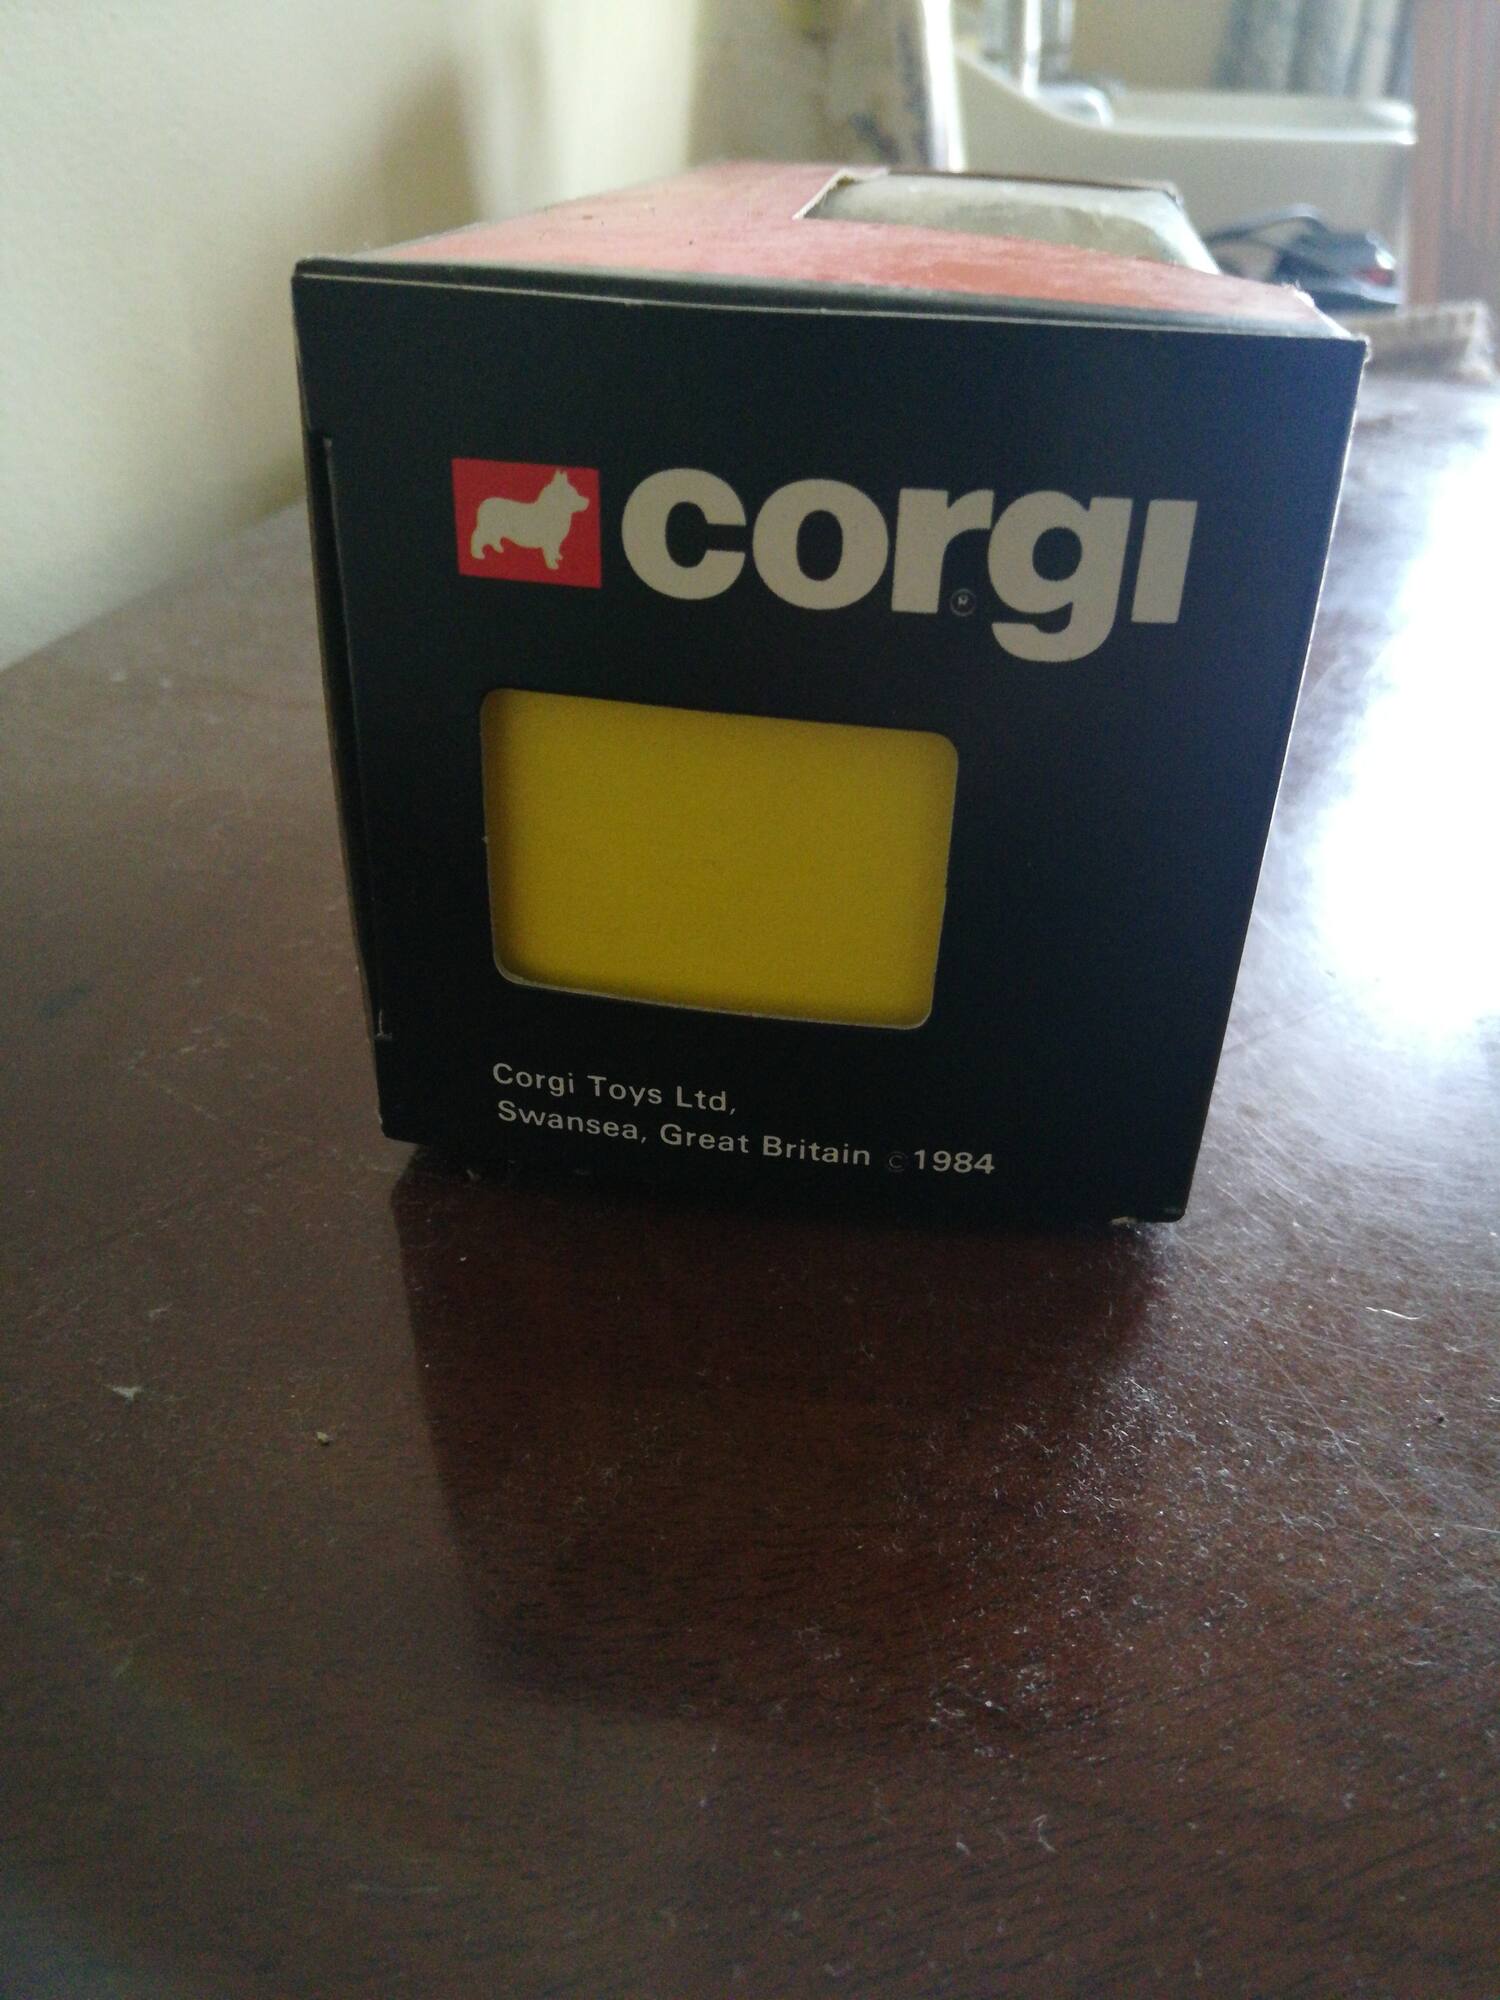 corgi ®
Corgi Toys Ltd,
Swansea, Great Britain © 1984